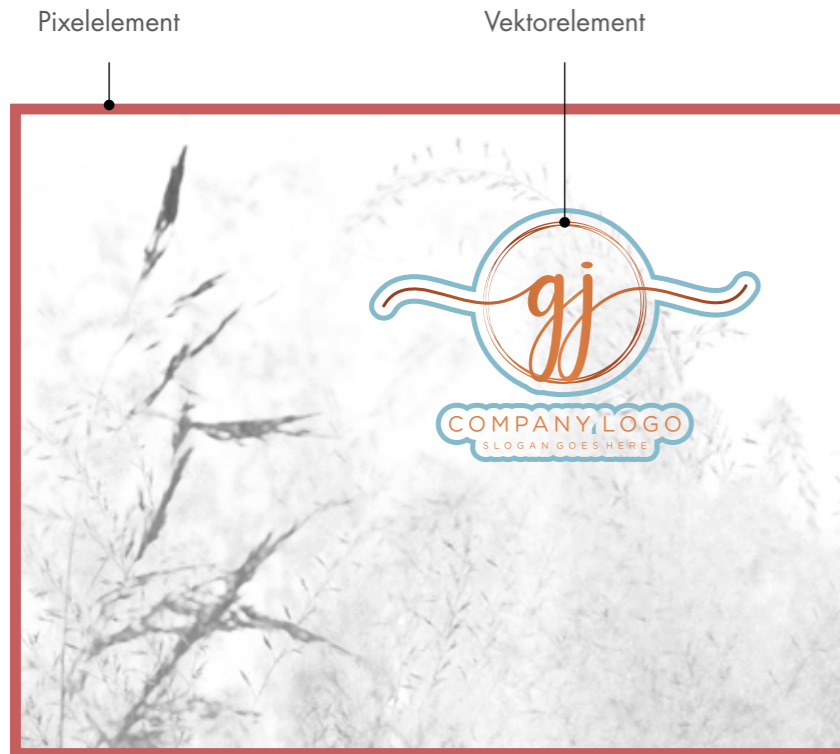 Pixelelement
Vektorelement
gj
COMPANY LOGO
SLOGAN GOES HERE